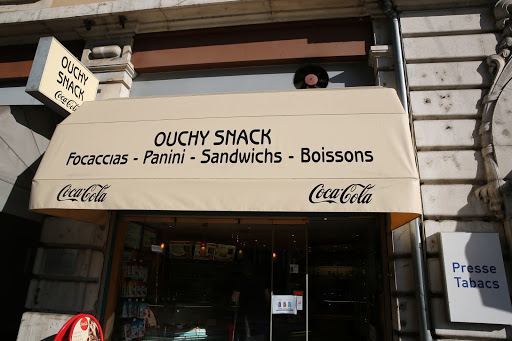 OUCHY
SNACK
Coca-Cola
OUCHY SNACK
Focaccias - Panini - Sandwichs - Boissons
Coca-Cola
Coca-Cola
Presse
Tabacs